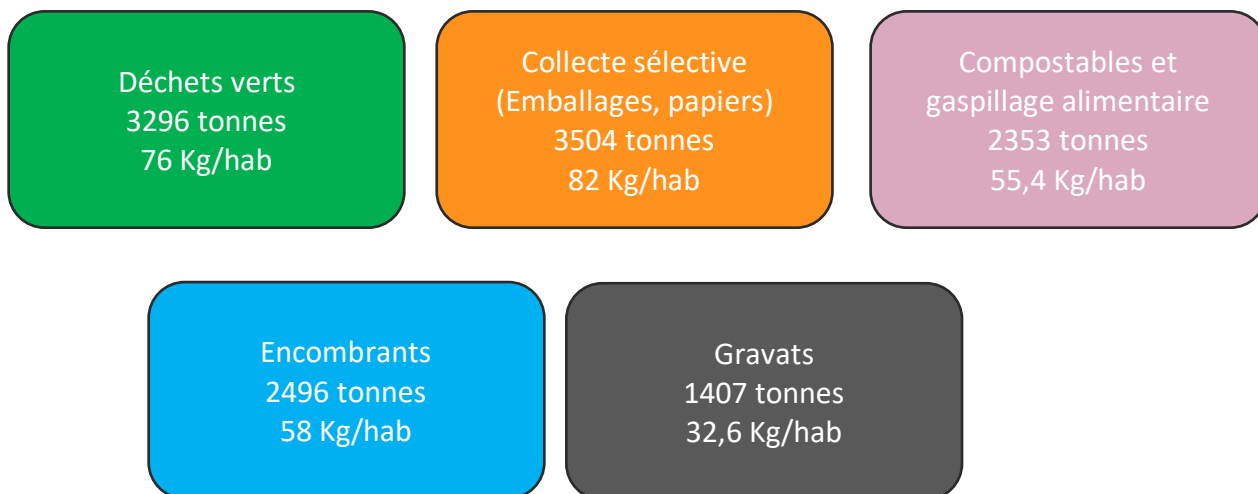 Déchets verts
3296 tonnes
76 Kg/hab
Collecte sélective
(Emballages, papiers)
3504 tonnes
82 Kg/hab
Compostables et
gaspillage alimentaire
2353 tonnes
55,4 Kg/hab
Encombrants
2496 tonnes
58 Kg/hab
Gravats
1407 tonnes
32,6 Kg/hab